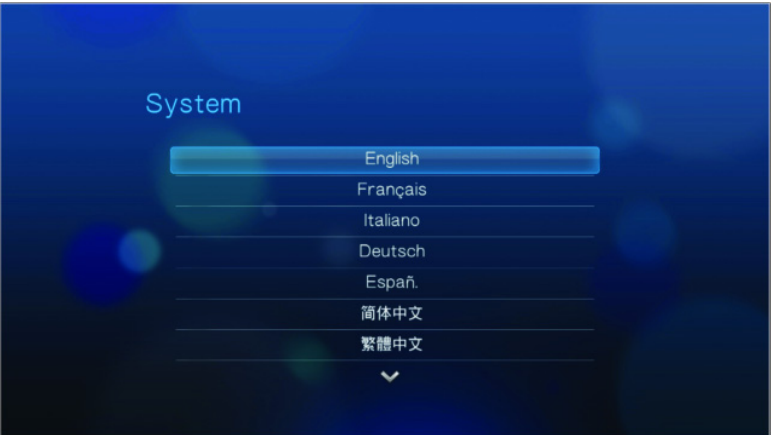 System
English
Français
Italiano
Deutsch
Españ.
简体中文
繁體中文